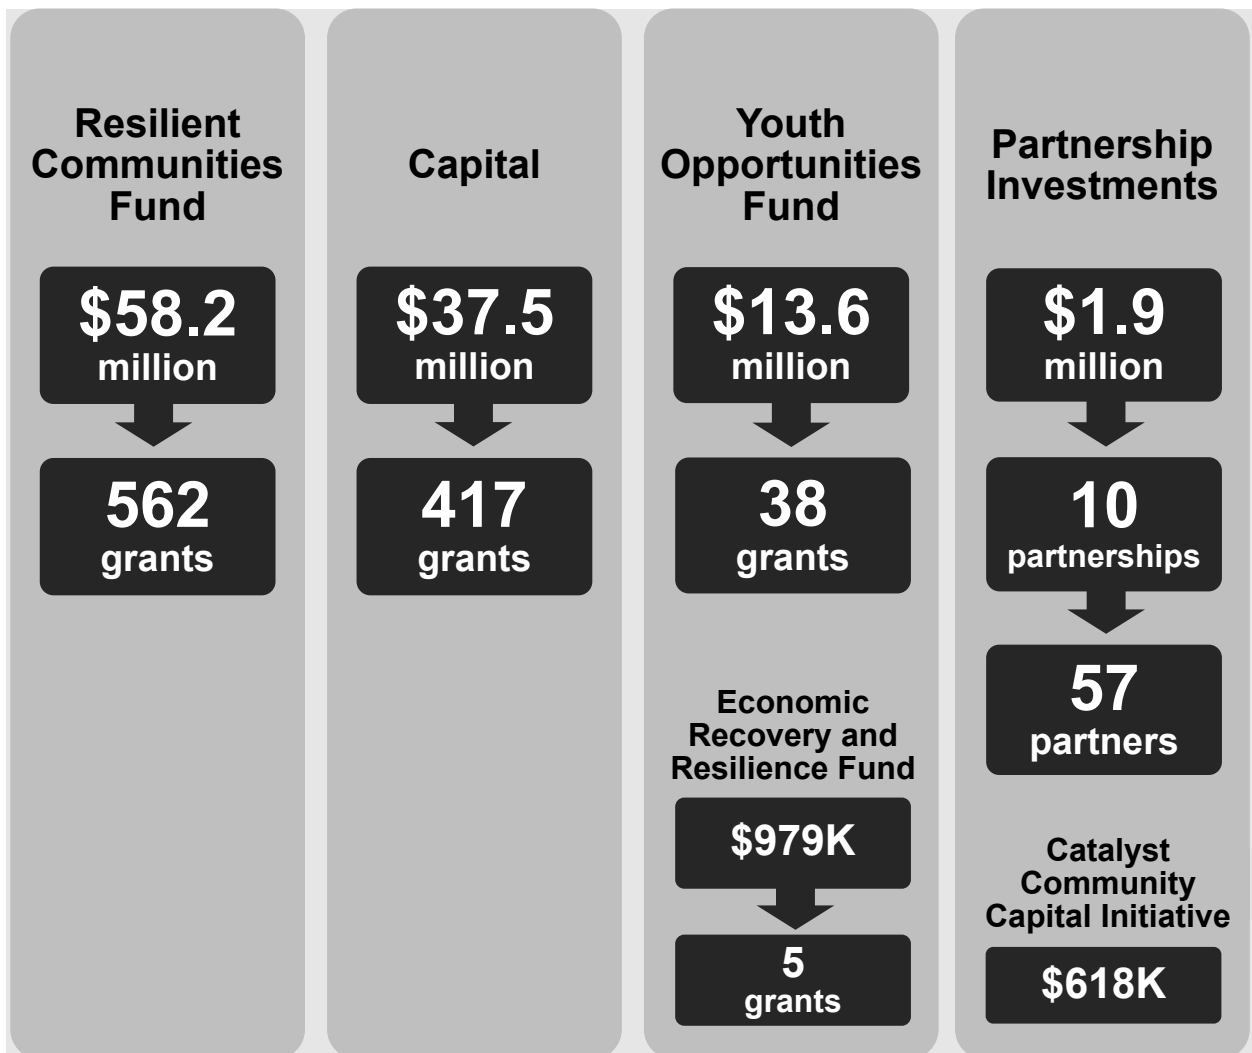 Resilient
Communities
Fund
$58.2
million
562
grants
Capital
$37.5
million
417
grants
Youth
Opportunities
Fund
$13.6
million
38
grants
Economic
Recovery and
Resilience Fund
$979K
5
grants
Partnership
Investments
$1.9
million
10
partnerships
57
partners
Catalyst
Community
Capital Initiative
$618K